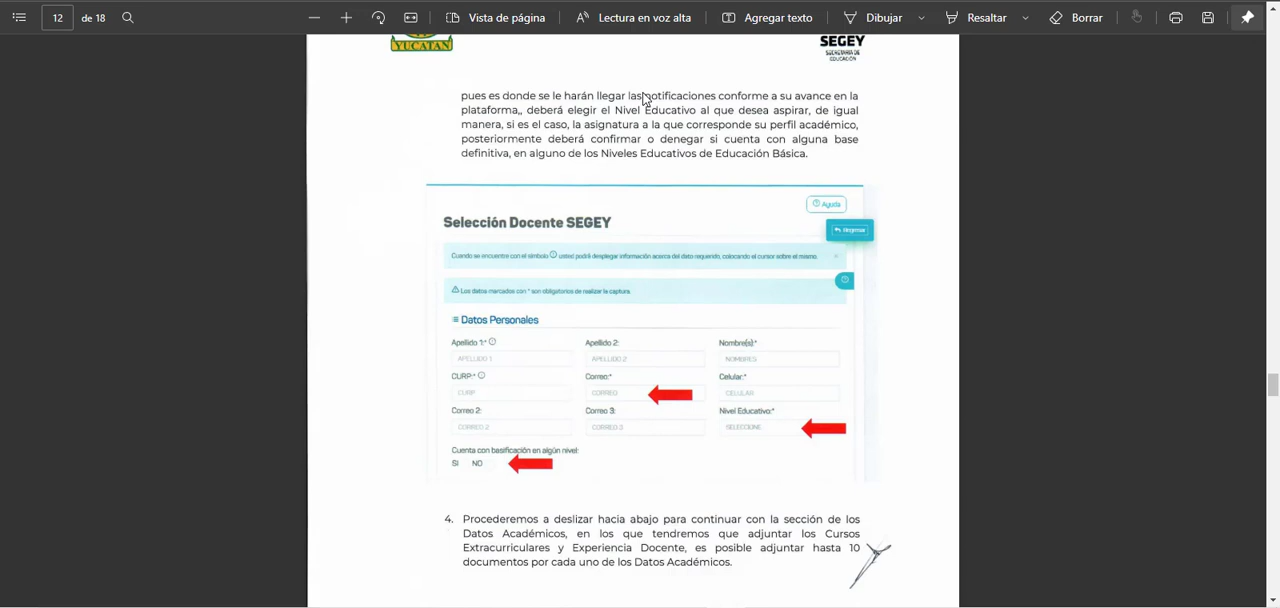 12 de 18 Vista de página Lectura en voz alta Agregar texto Dibujar Resaltar Borrar
YUCATÁN
SEGEY
SECRETARÍA DE
EDUCACIÓN
pues es donde se le harán llegar las notificaciones conforme a su avance en la
plataforma,, deberá elegir el Nivel Educativo al que desea aspirar, de igual
manera, si es el caso, la asignatura a la que corresponde su perfil académico,
posteriormente deberá confirmar o denegar si cuenta con alguna base
definitiva, en alguno de los Niveles Educativos de Educación Básica.
Ayuda
Selección Docente SEGEY
Regresar
Cuando se encuentre con el símbolo usted podrá desplegar información acerca del dato requerido, colocando el cursor sobre el mismo. ×
Los datos marcados con * son obligatorios de realizar la captura.
Datos Personales
Apellido 1:* Apellido 2: Nombre(s):*
APELLIDO 1 APELLIDO 2 NOMBRES
CURP:* Correo:* Celular:*
CURP CORREO CELULAR
Correo 2: Correo 3: Nivel Educativo:*
CORREO 2 CORREO 3 SELECCIONE
Cuenta con basificación en algún nivel:
SI NO
4. Procederemos a deslizar hacia abajo para continuar con la sección de los
Datos Académicos, en los que tendremos que adjuntar los Cursos
Extracurriculares y Experiencia Docente, es posible adjuntar hasta 10
documentos por cada uno de los Datos Académicos.